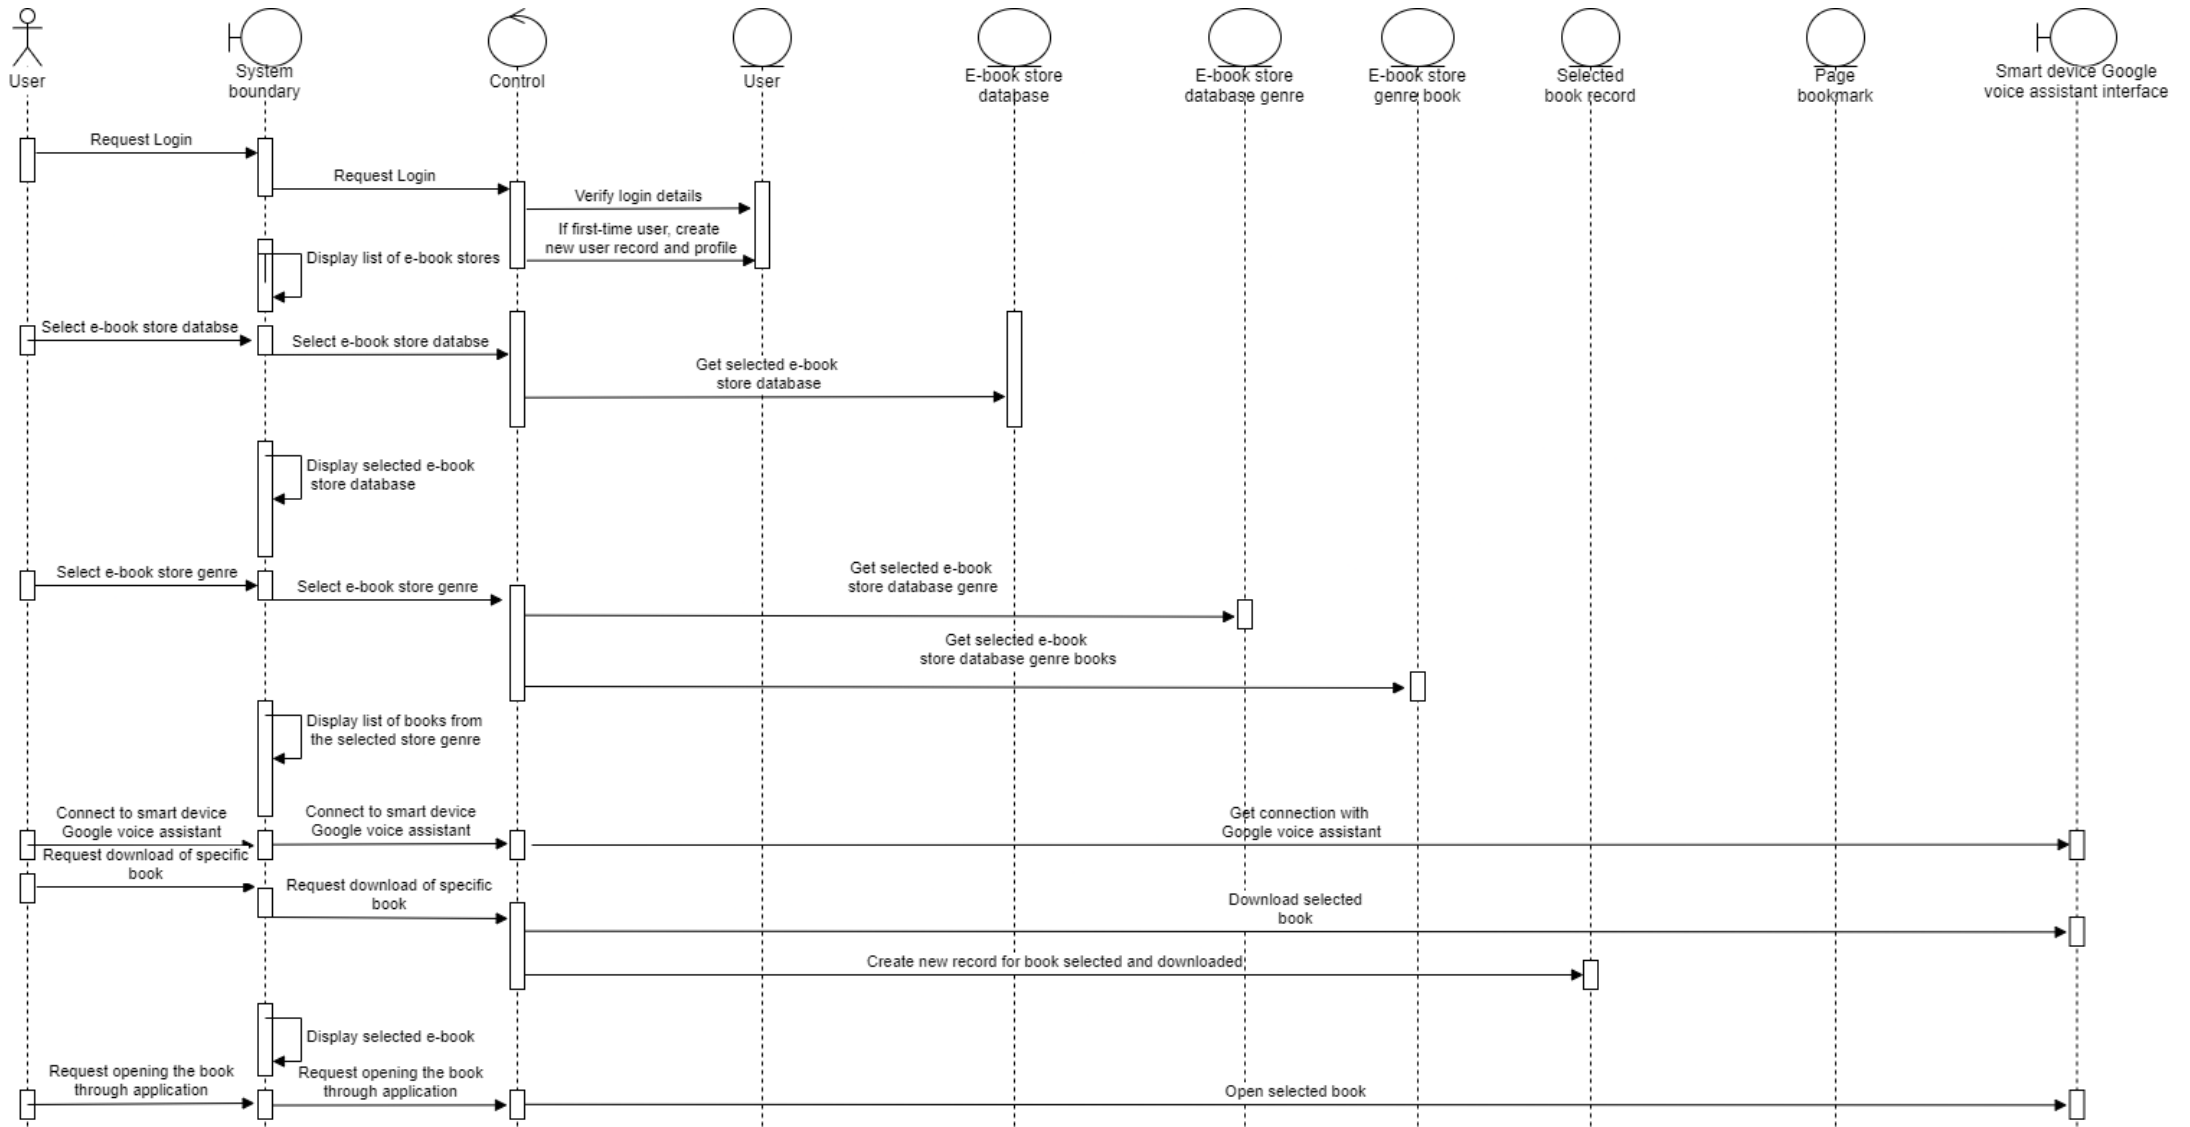 User
System
boundary
Control
User
E-book store
database
E-book store
database genre
E-book store
genre book
Selected
book record
Page
bookmark
Smart device Google
voice assistant interface
Request Login
Request Login
Verify login details
If first-time user, create
new user record and profile
Display list of e-book stores
Select e-book store databse
Select e-book store databse
Get selected e-book
store database
Display selected e-book
store database
Select e-book store genre
Select e-book store genre
Get selected e-book
store database genre
Get selected e-book
store database genre books
Display list of books from
the selected store genre
Connect to smart device
Google voice assistant
Connect to smart device
Google voice assistant
Get connection with
Google voice assistant
Request download of specific
book
Request download of specific
book
Download selected
book
Create new record for book selected and downloaded
Display selected e-book
Request opening the book
through application
Request opening the book
through application
Open selected book